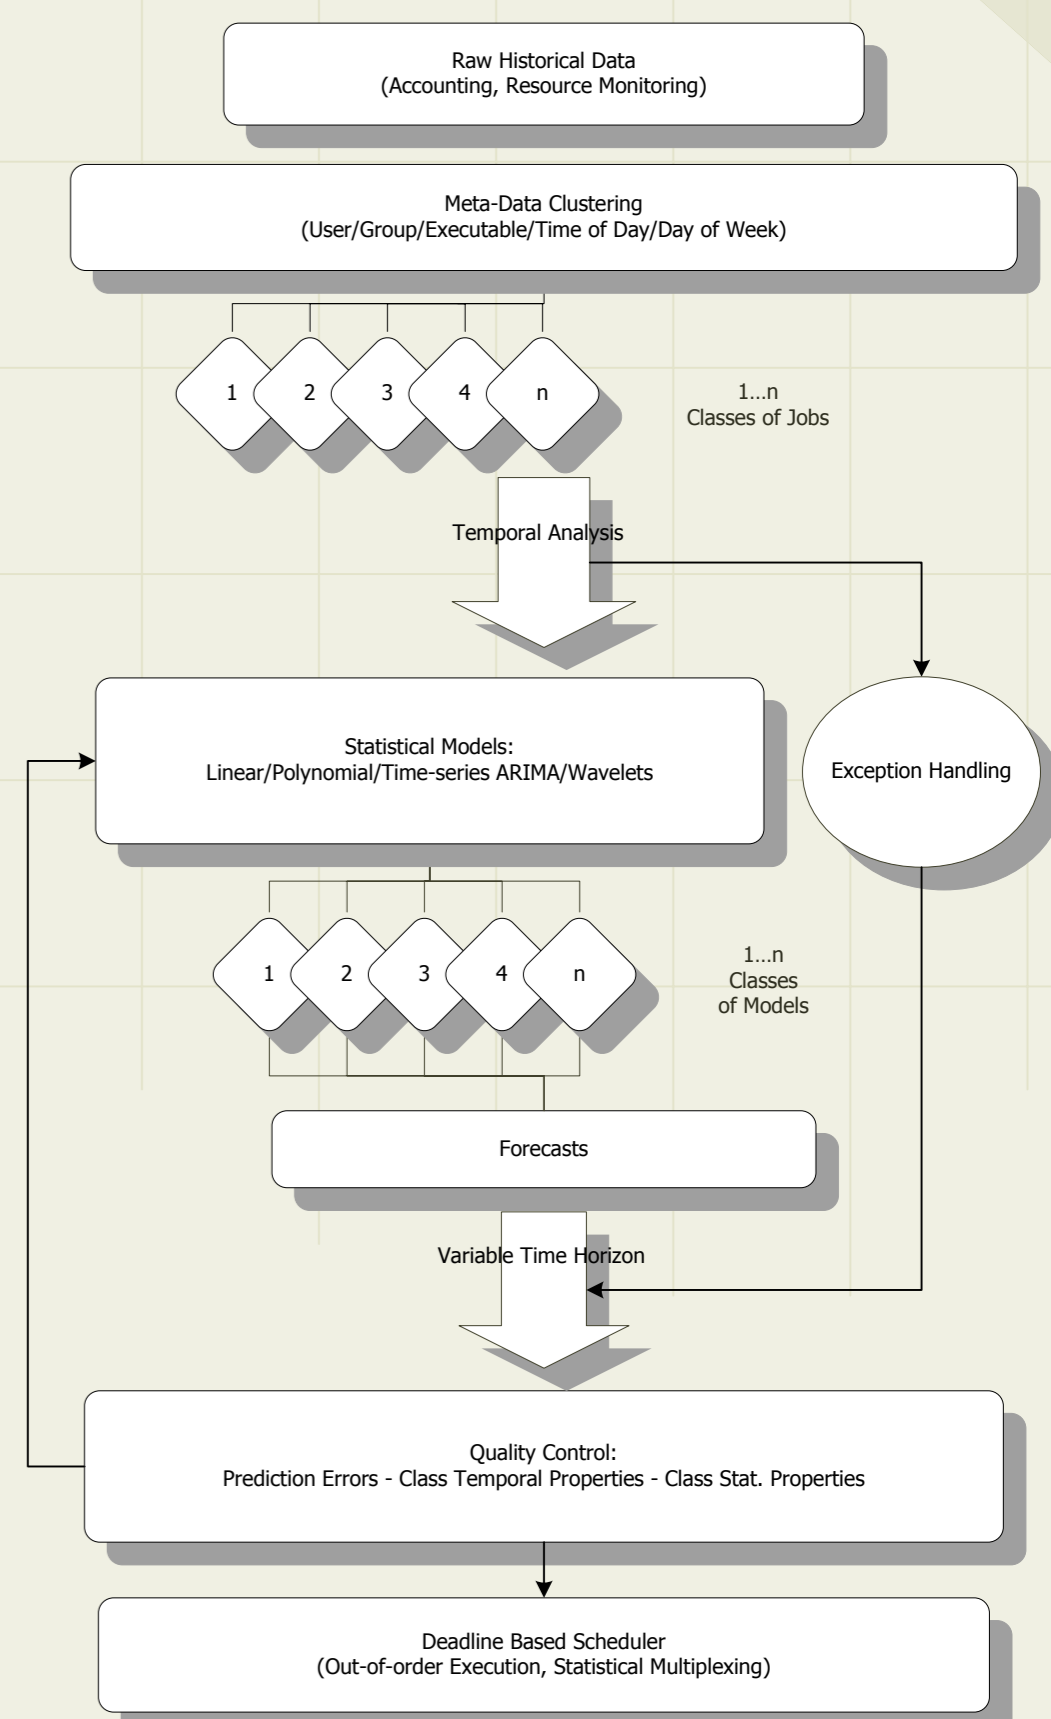 Raw Historical Data
(Accounting, Resource Monitoring)
Meta-Data Clustering
(User/Group/Executable/Time of Day/Day of Week)
1
2
3
4
n
1...n
Classes of Jobs
Temporal Analysis
Statistical Models:
Linear/Polynomial/Time-series ARIMA/Wavelets
Exception Handling
1
2
3
4
n
1...n
Classes
of Models
Forecasts
Variable Time Horizon
Quality Control:
Prediction Errors - Class Temporal Properties - Class Stat. Properties
Deadline Based Scheduler
(Out-of-order Execution, Statistical Multiplexing)